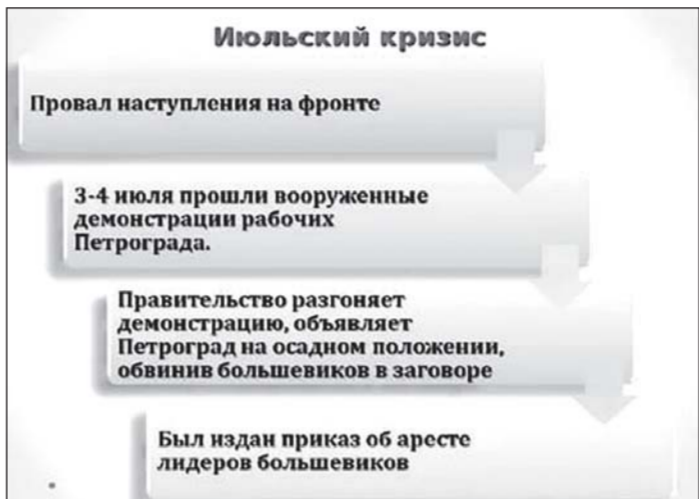 Июльский кризис
Провал наступления на фронте
3-4 июля прошли вооруженные
демонстрации рабочих
Петрограда.
Правительство разгоняет
демонстрацию, объявляет
Петроград на осадном положении,
обвинив большевиков в заговоре
Был издан приказ об аресте
лидеров большевиков